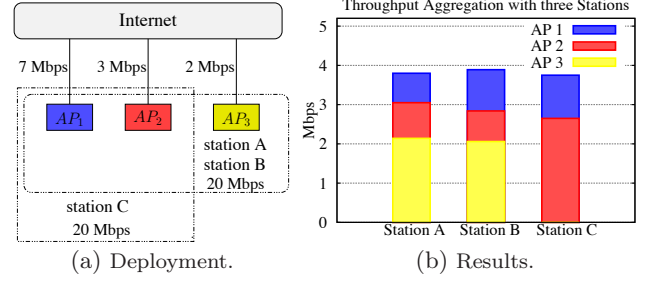 Internet
7 Mbps
3 Mbps
2 Mbps
AP1
AP2
AP3
station A
station B
20 Mbps
station C
20 Mbps
(a) Deployment.
Throughput Aggregation with three Stations
AP 1
AP 2
AP 3
Mbps
5
4
3
2
1
0
Station A
Station B
Station C
(b) Results.